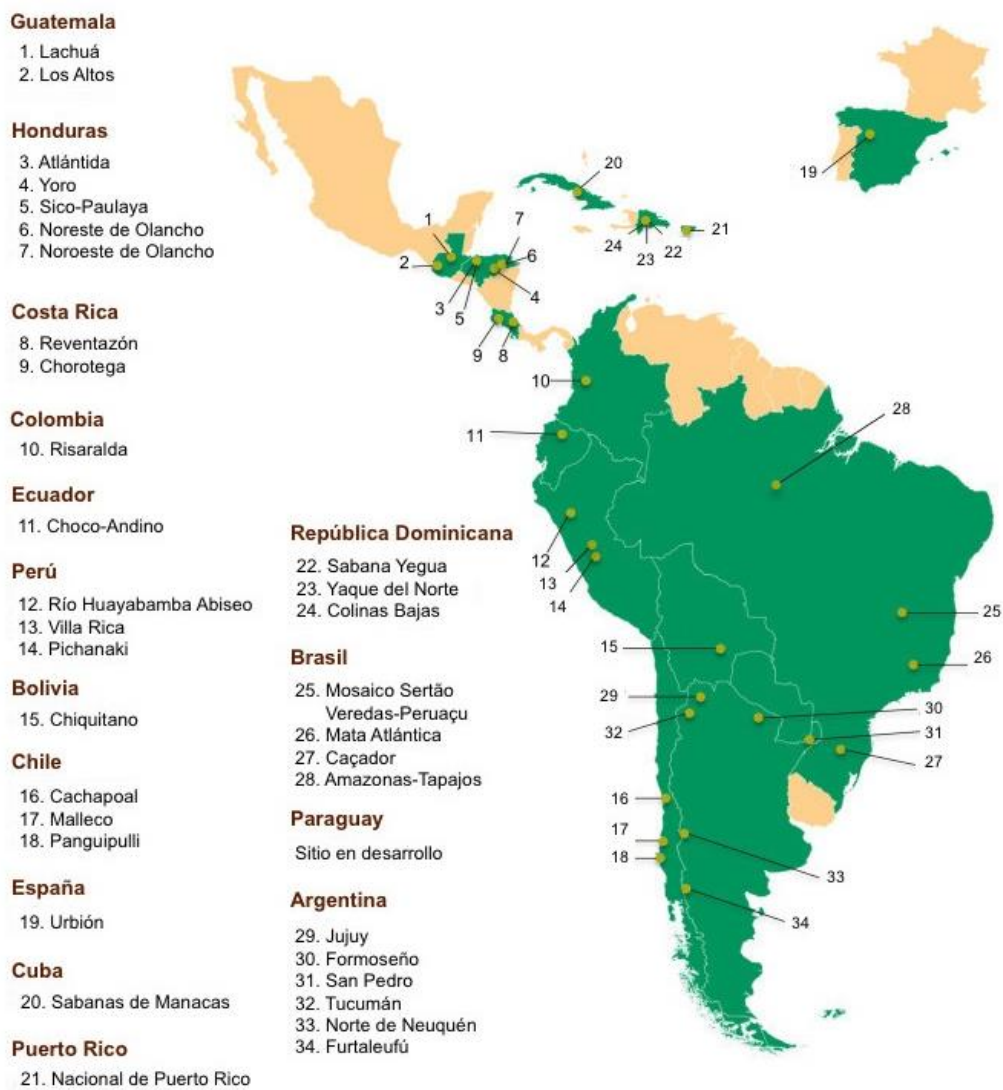 Guatemala
1. Lachuá
2. Los Altos
Honduras
3. Atlántida
4. Yoro
5. Sico-Paulaya
6. Noreste de Olancho
7. Noroeste de Olancho
Costa Rica
8. Reventazón
9. Chorotega
Colombia
10. Risaralda
Ecuador
11. Choco-Andino
Perú
12. Río Huayabamba Abiseo
13. Villa Rica
14. Pichanaki
Bolivia
15. Chiquitano
Chile
16. Cachapoal
17. Malleco
18. Panguipulli
España
19. Urbión
Cuba
20. Sabanas de Manacas
Puerto Rico
21. Nacional de Puerto Rico
República Dominicana
22. Sabana Yegua
23. Yaque del Norte
24. Colinas Bajas
Brasil
25. Mosaico Sertão
Veredas-Peruaçu
26. Mata Atlántica
27. Caçador
28. Amazonas-Tapajos
Paraguay
Sitio en desarrollo
Argentina
29. Jujuy
30. Formoseño
31. San Pedro
32. Tucumán
33. Norte de Neuquén
34. Furtaleufú
19
20
1
7
21
24
23
22
2
6
3
5
4
9
8
10
28
11
12
13
14
25
15
26
29
30
32
31
27
16
17
18
33
34